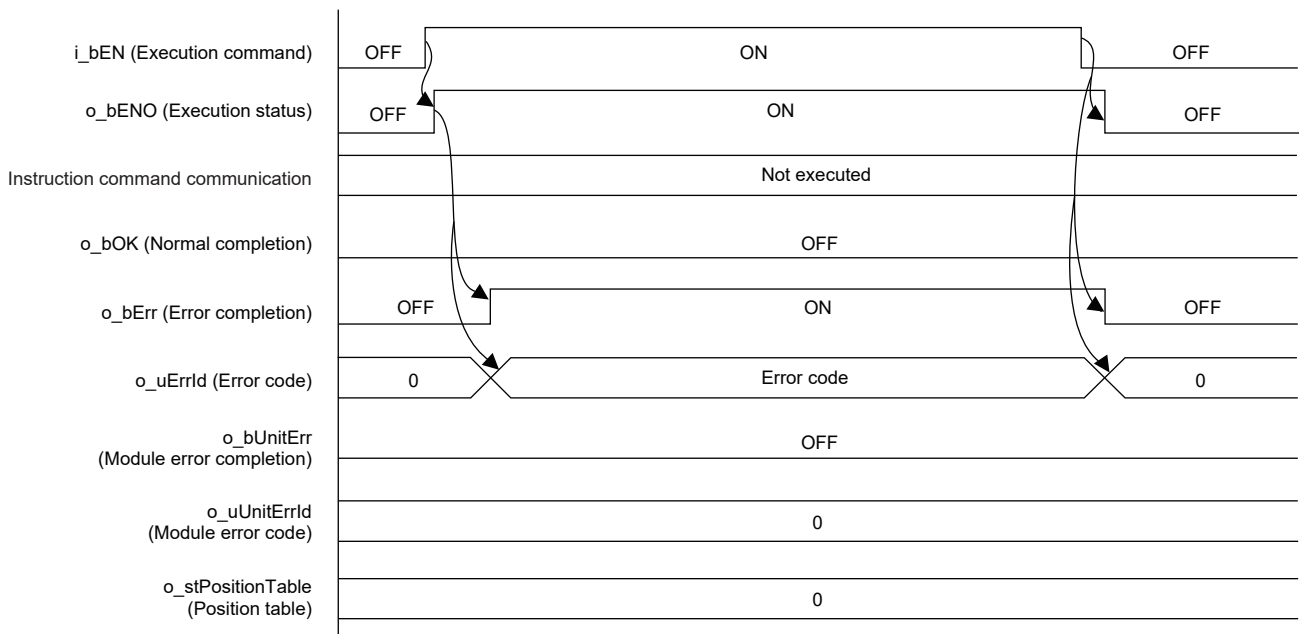 i_bEN (Execution command)
OFF
ON
OFF
o_bENO (Execution status)
OFF
ON
OFF
Instruction command communication
Not executed
o_bOK (Normal completion)
OFF
o_bErr (Error completion)
OFF
ON
OFF
o_uErrId (Error code)
0
Error code
0
o_bUnitErr
(Module error completion)
OFF
o_uUnitErrId
(Module error code)
0
o_stPositionTable
(Position table)
0